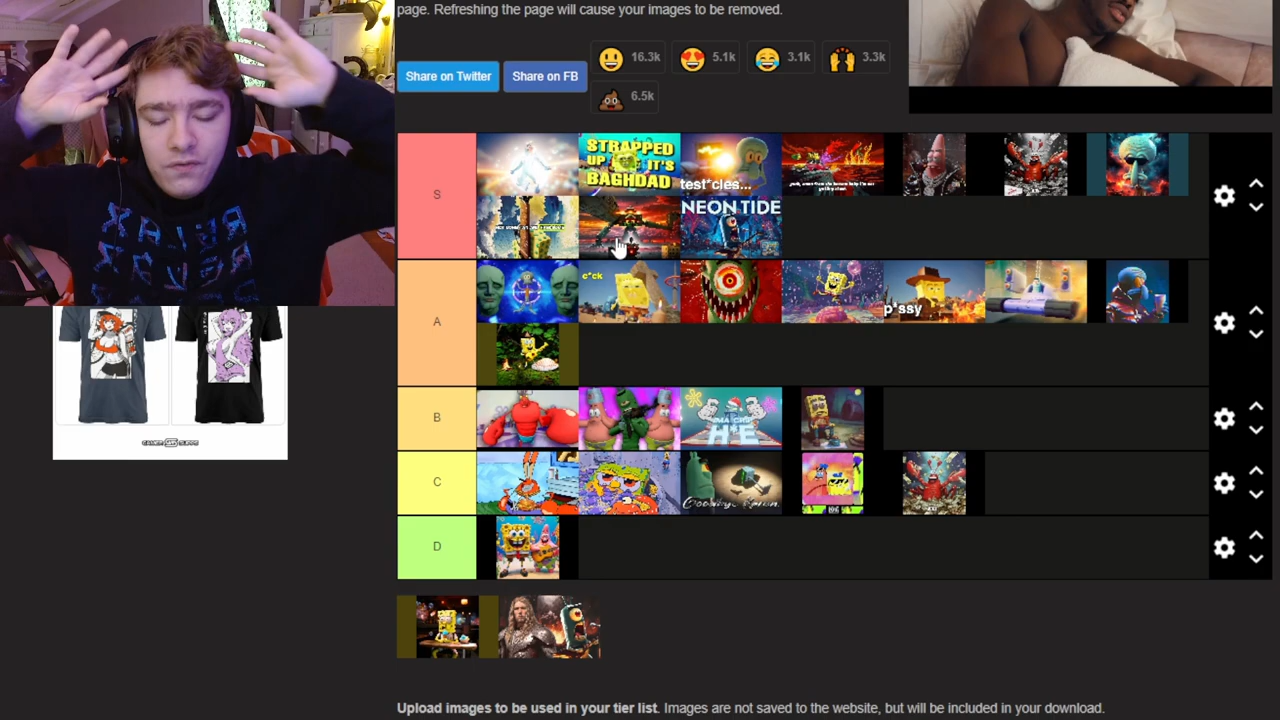 page. Refreshing the page will cause your images to be removed.
Share on Twitter
Share on FB
16.3k
5.1k
3.1k
3.3k
6.5k
S
STRAPPED
UP IT'S
BAGHDAD
test*cles...
NEON TIDE
A
c*ck
p*ssy
B
C
Goodbye
D
Upload images to be used in your tier list. Images are not saved to the website, but will be included in your download.